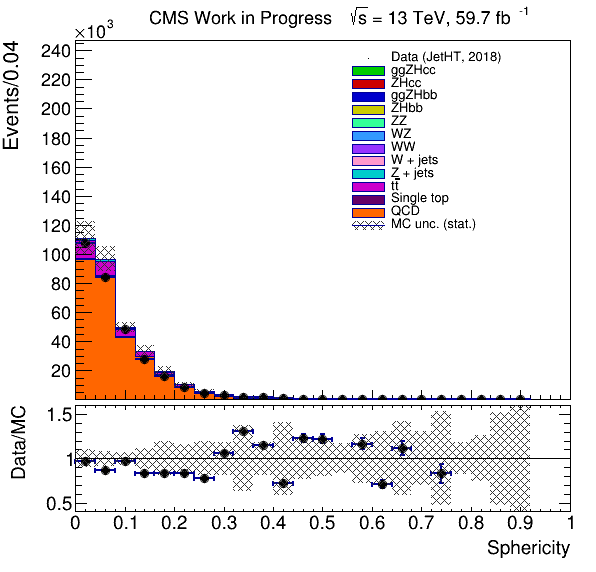 CMS Work in Progress √s = 13 TeV, 59.7 fb⁻¹
×10³
Events/0.04
240
220
200
180
160
140
120
100
80
60
40
20
Data (JetHT, 2018)
ggZHcc
ZHcc
ggZHbb
ZHbb
ZZ
WZ
WW
W + jets
Z + jets
tt̄
Single top
QCD
MC unc. (stat.)
Data/MC
1.5
1
0.5
0 0.1 0.2 0.3 0.4 0.5 0.6 0.7 0.8 0.9 1
Sphericity